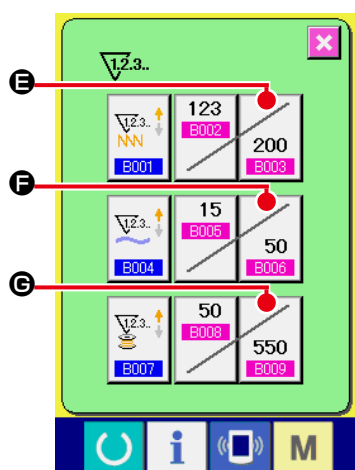 1.2.3..
E
1.2.3.. 123
B002
200
B001 B003
F
1.2.3.. 15
B005
50
B004 B006
G
1.2.3.. 50
B008
550
B007 B009
i M